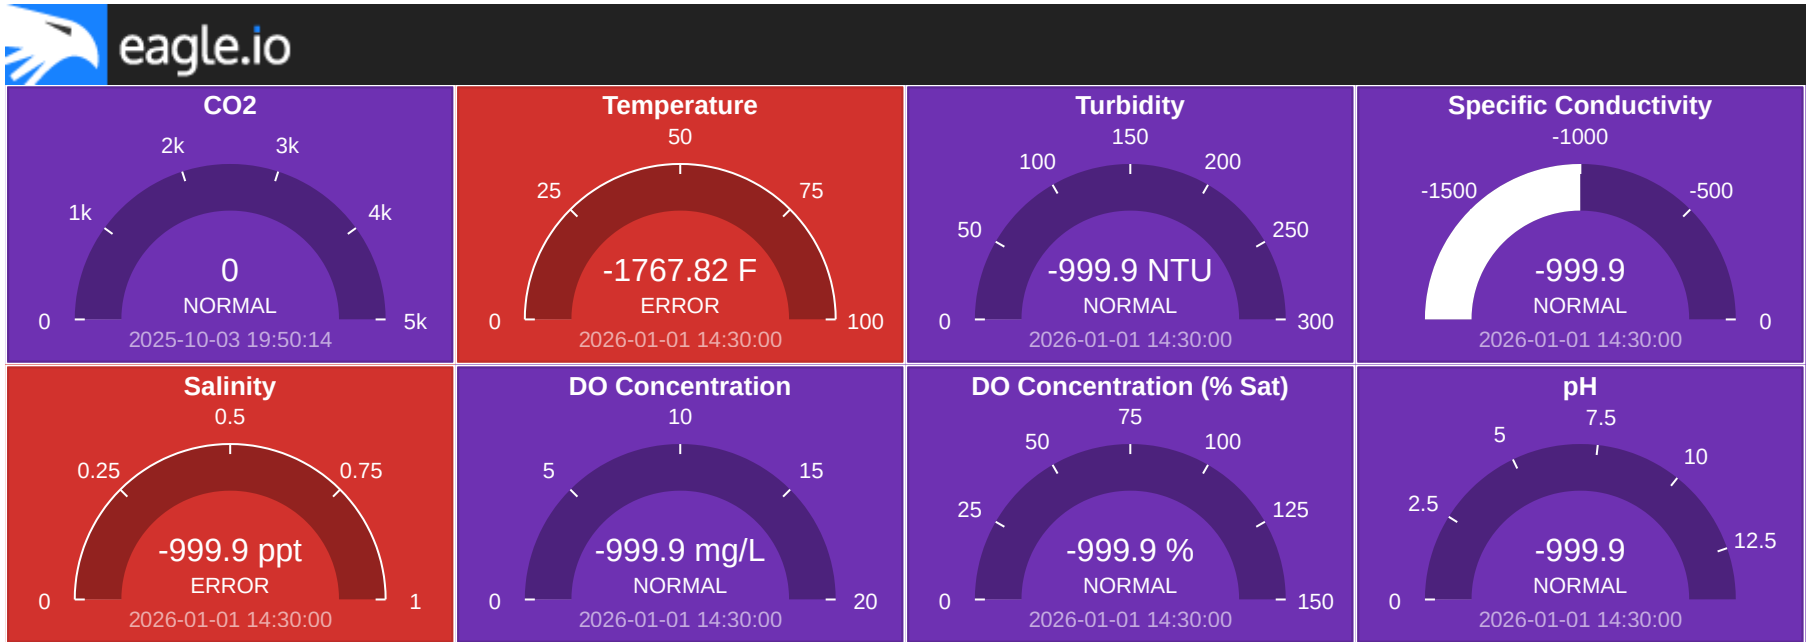 eagle.io
CO2
2k
3k
1k
4k
0
NORMAL
0
5k
2025-10-03 19:50:14
Temperature
50
25
75
-1767.82 F
ERROR
0
100
2026-01-01 14:30:00
Turbidity
150
100
200
50
250
-999.9 NTU
NORMAL
0
300
2026-01-01 14:30:00
Specific Conductivity
-1000
-1500
-500
-999.9
NORMAL
0
2026-01-01 14:30:00
Salinity
0.5
0.25
0.75
-999.9 ppt
ERROR
0
1
2026-01-01 14:30:00
DO Concentration
10
5
15
-999.9 mg/L
NORMAL
0
20
2026-01-01 14:30:00
DO Concentration (% Sat)
75
50
100
25
125
-999.9 %
NORMAL
0
150
2026-01-01 14:30:00
pH
7.5
5
10
2.5
12.5
-999.9
NORMAL
0
2026-01-01 14:30:00